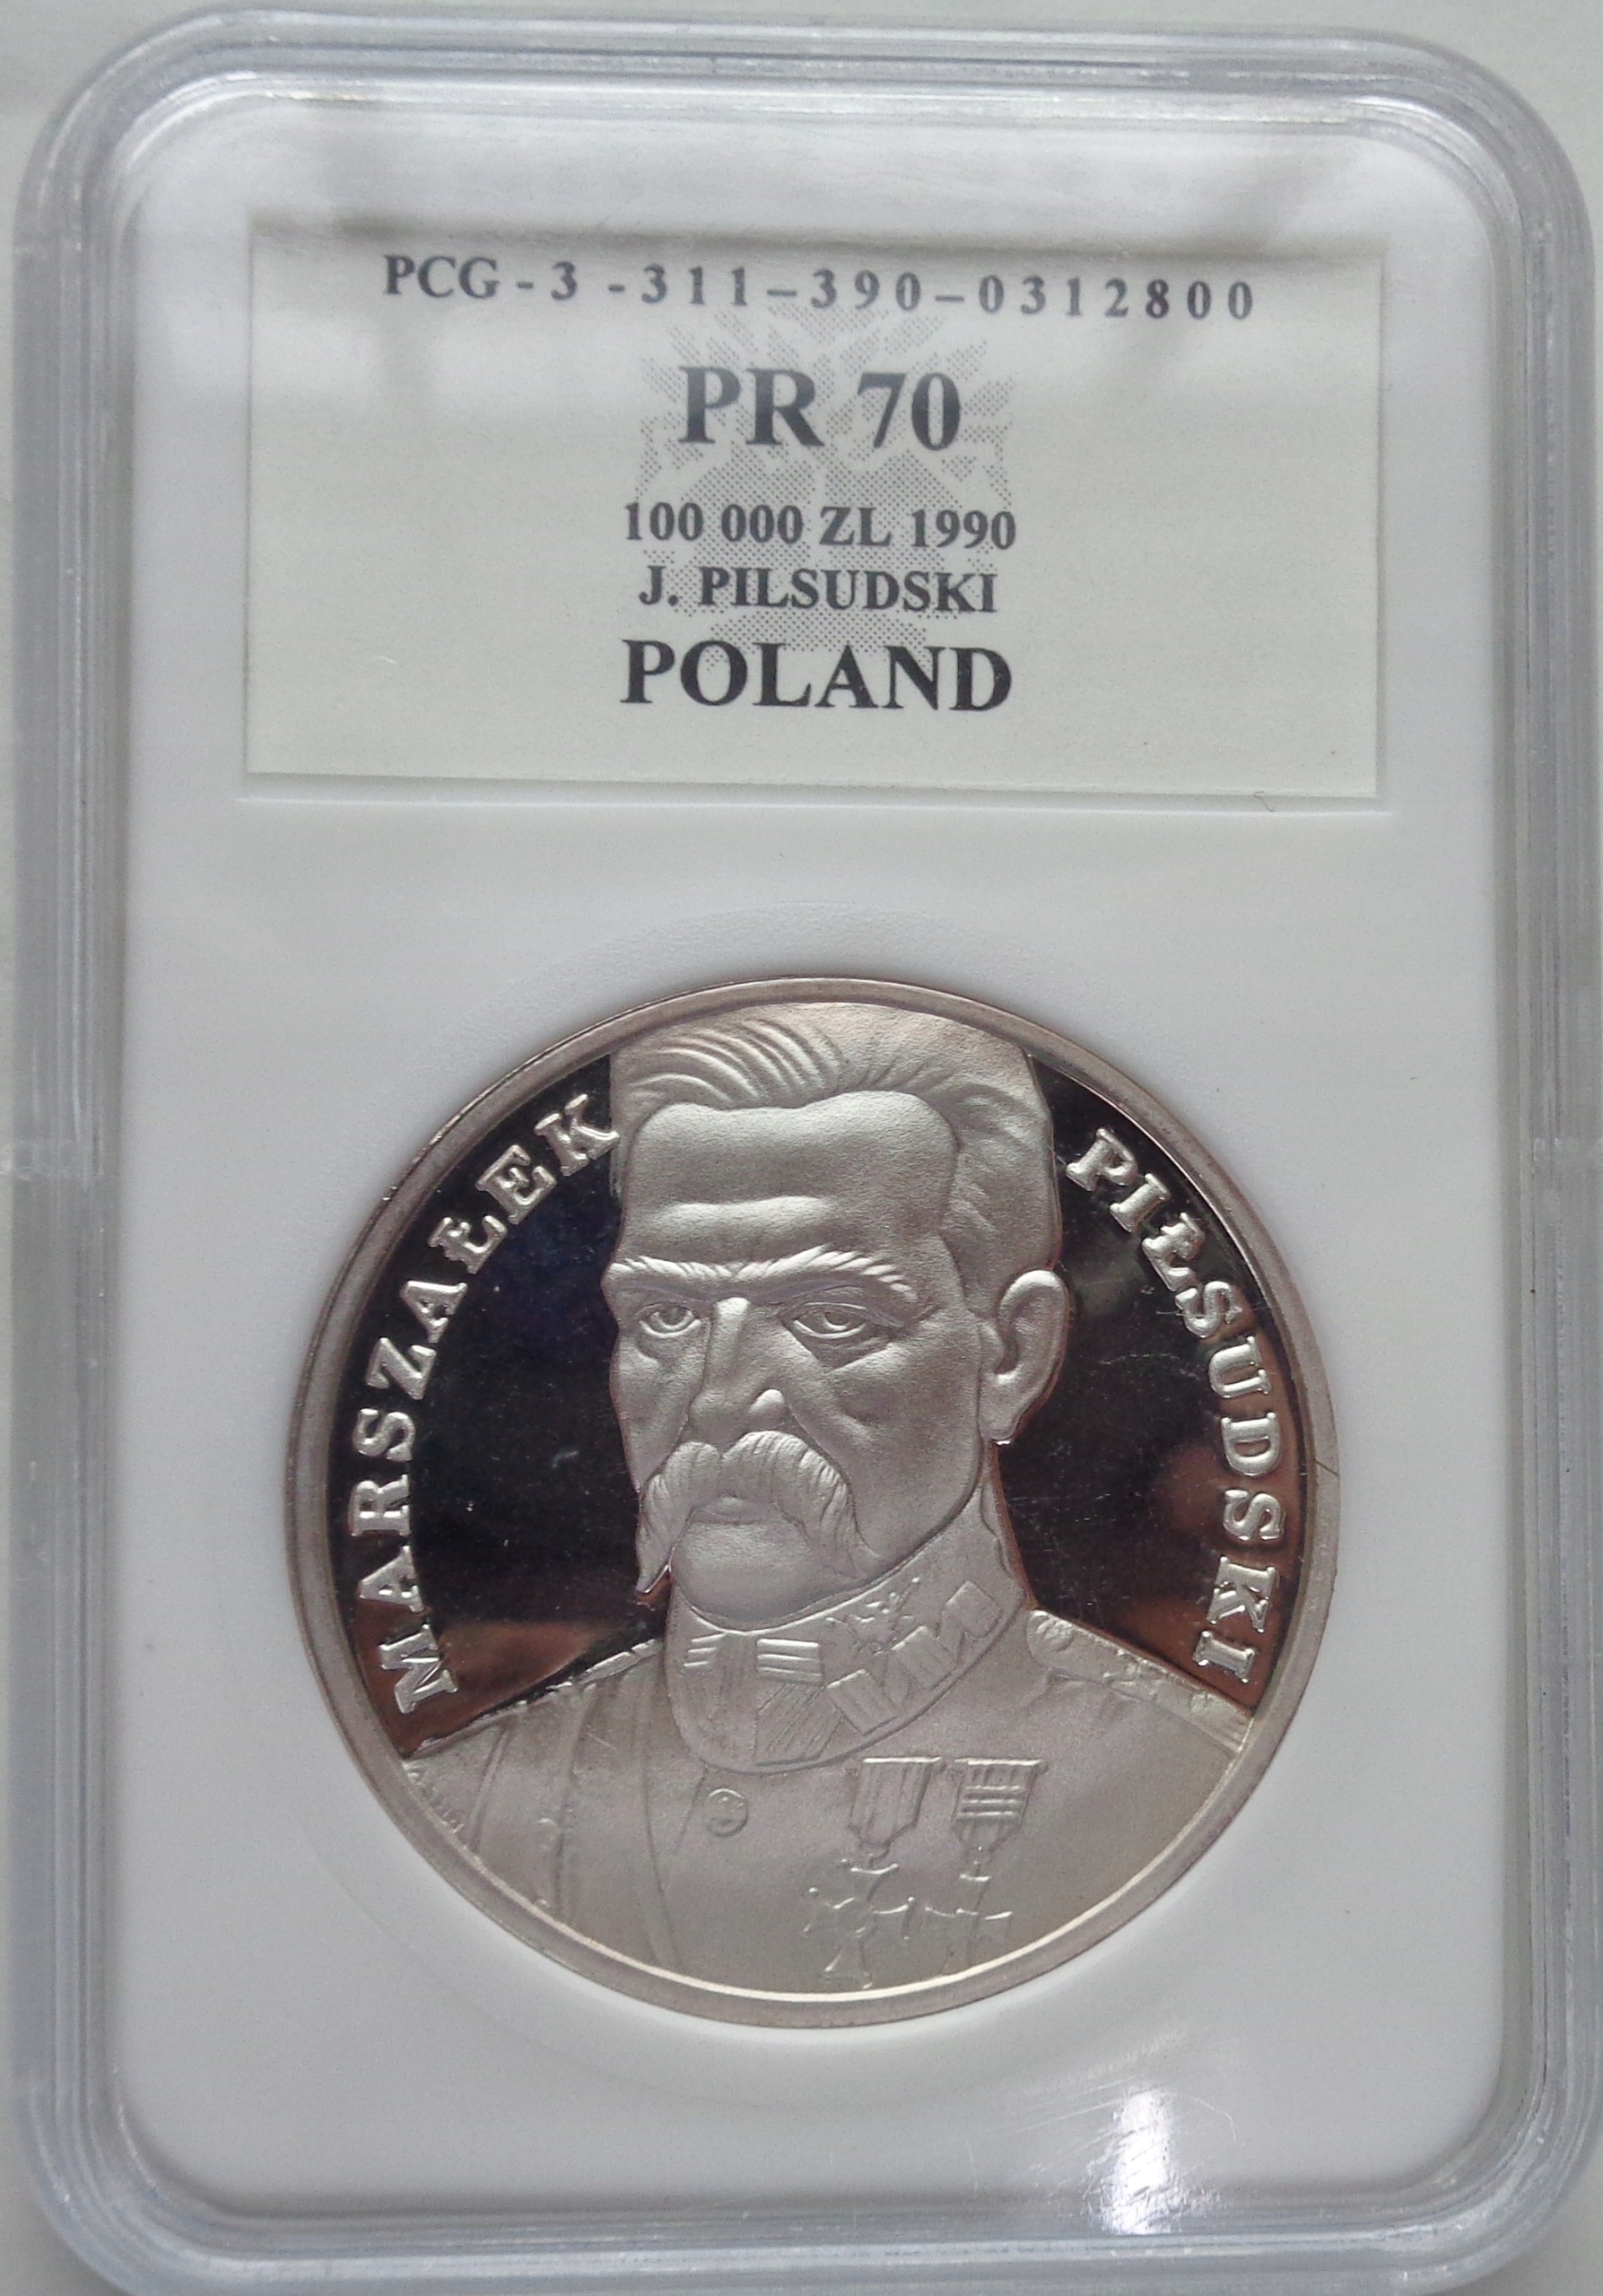 PCG - 3 - 311 - 390 - 0312800
PR 70
100 000 ZL 1990
J. PILSUDSKI
POLAND
MARSZAŁEK PIŁSUDSKI